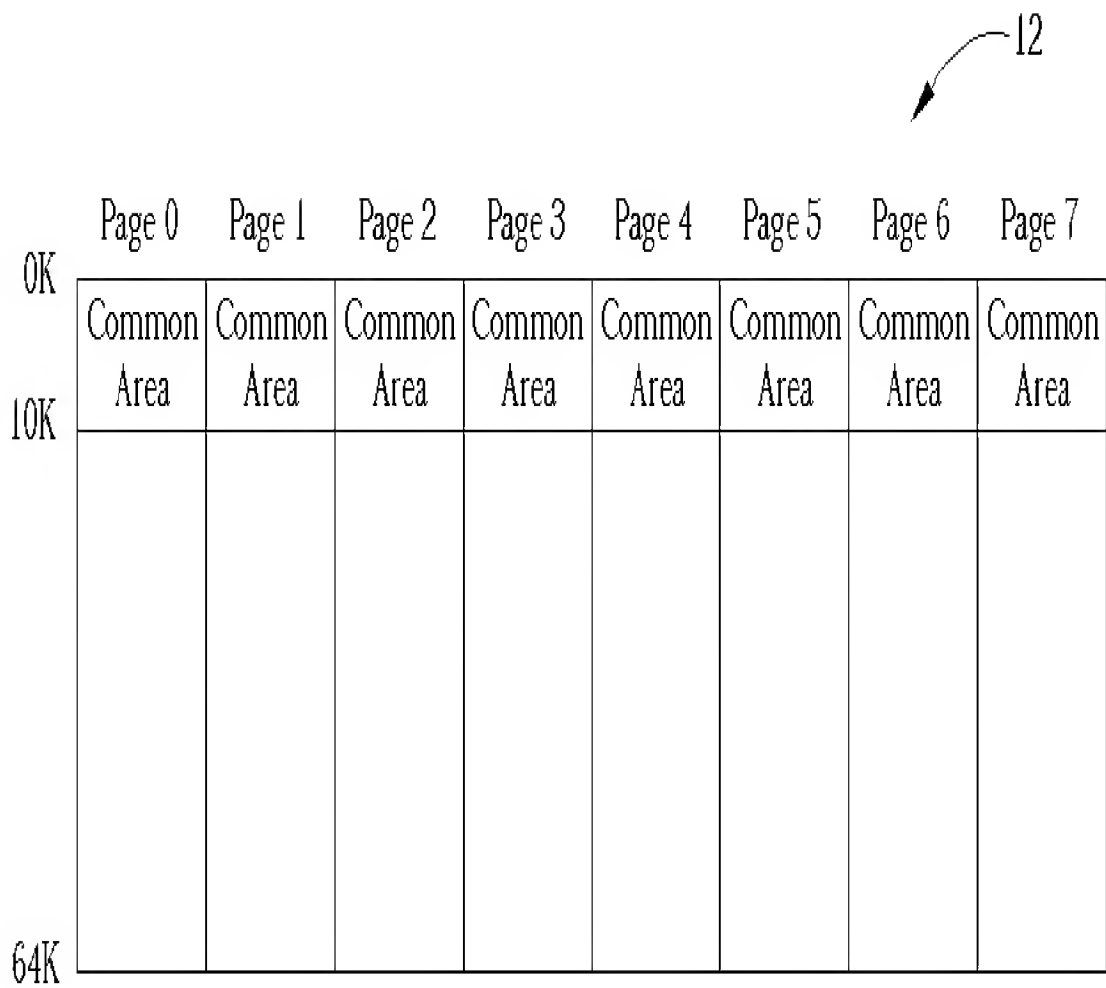 12
Page 0 Page 1 Page 2 Page 3 Page 4 Page 5 Page 6 Page 7
0K
Common Common Common Common Common Common Common Common
Area Area Area Area Area Area Area Area
10K
64K